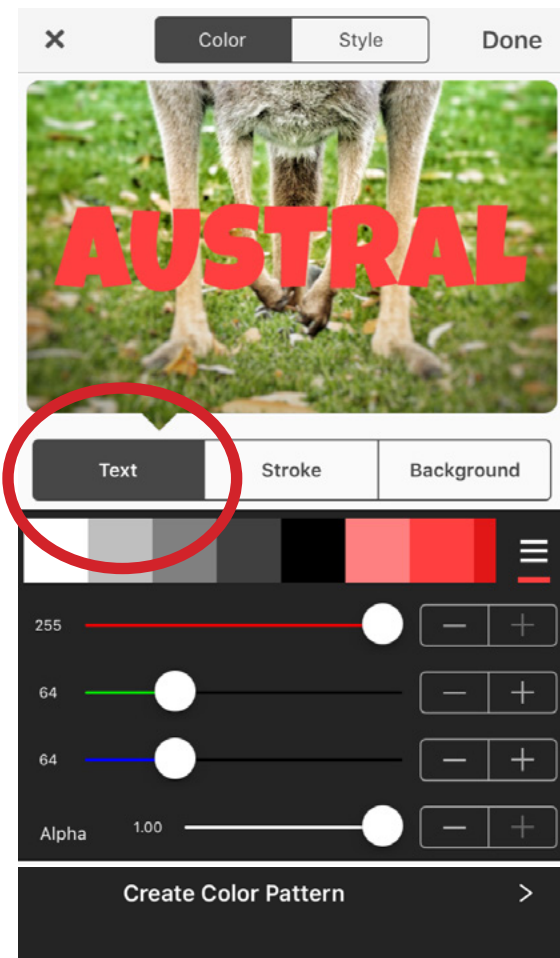 × Color Style Done
AUSTRAL
Text Stroke Background
255 − +
64 − +
64 − +
Alpha 1.00 − +
Create Color Pattern >